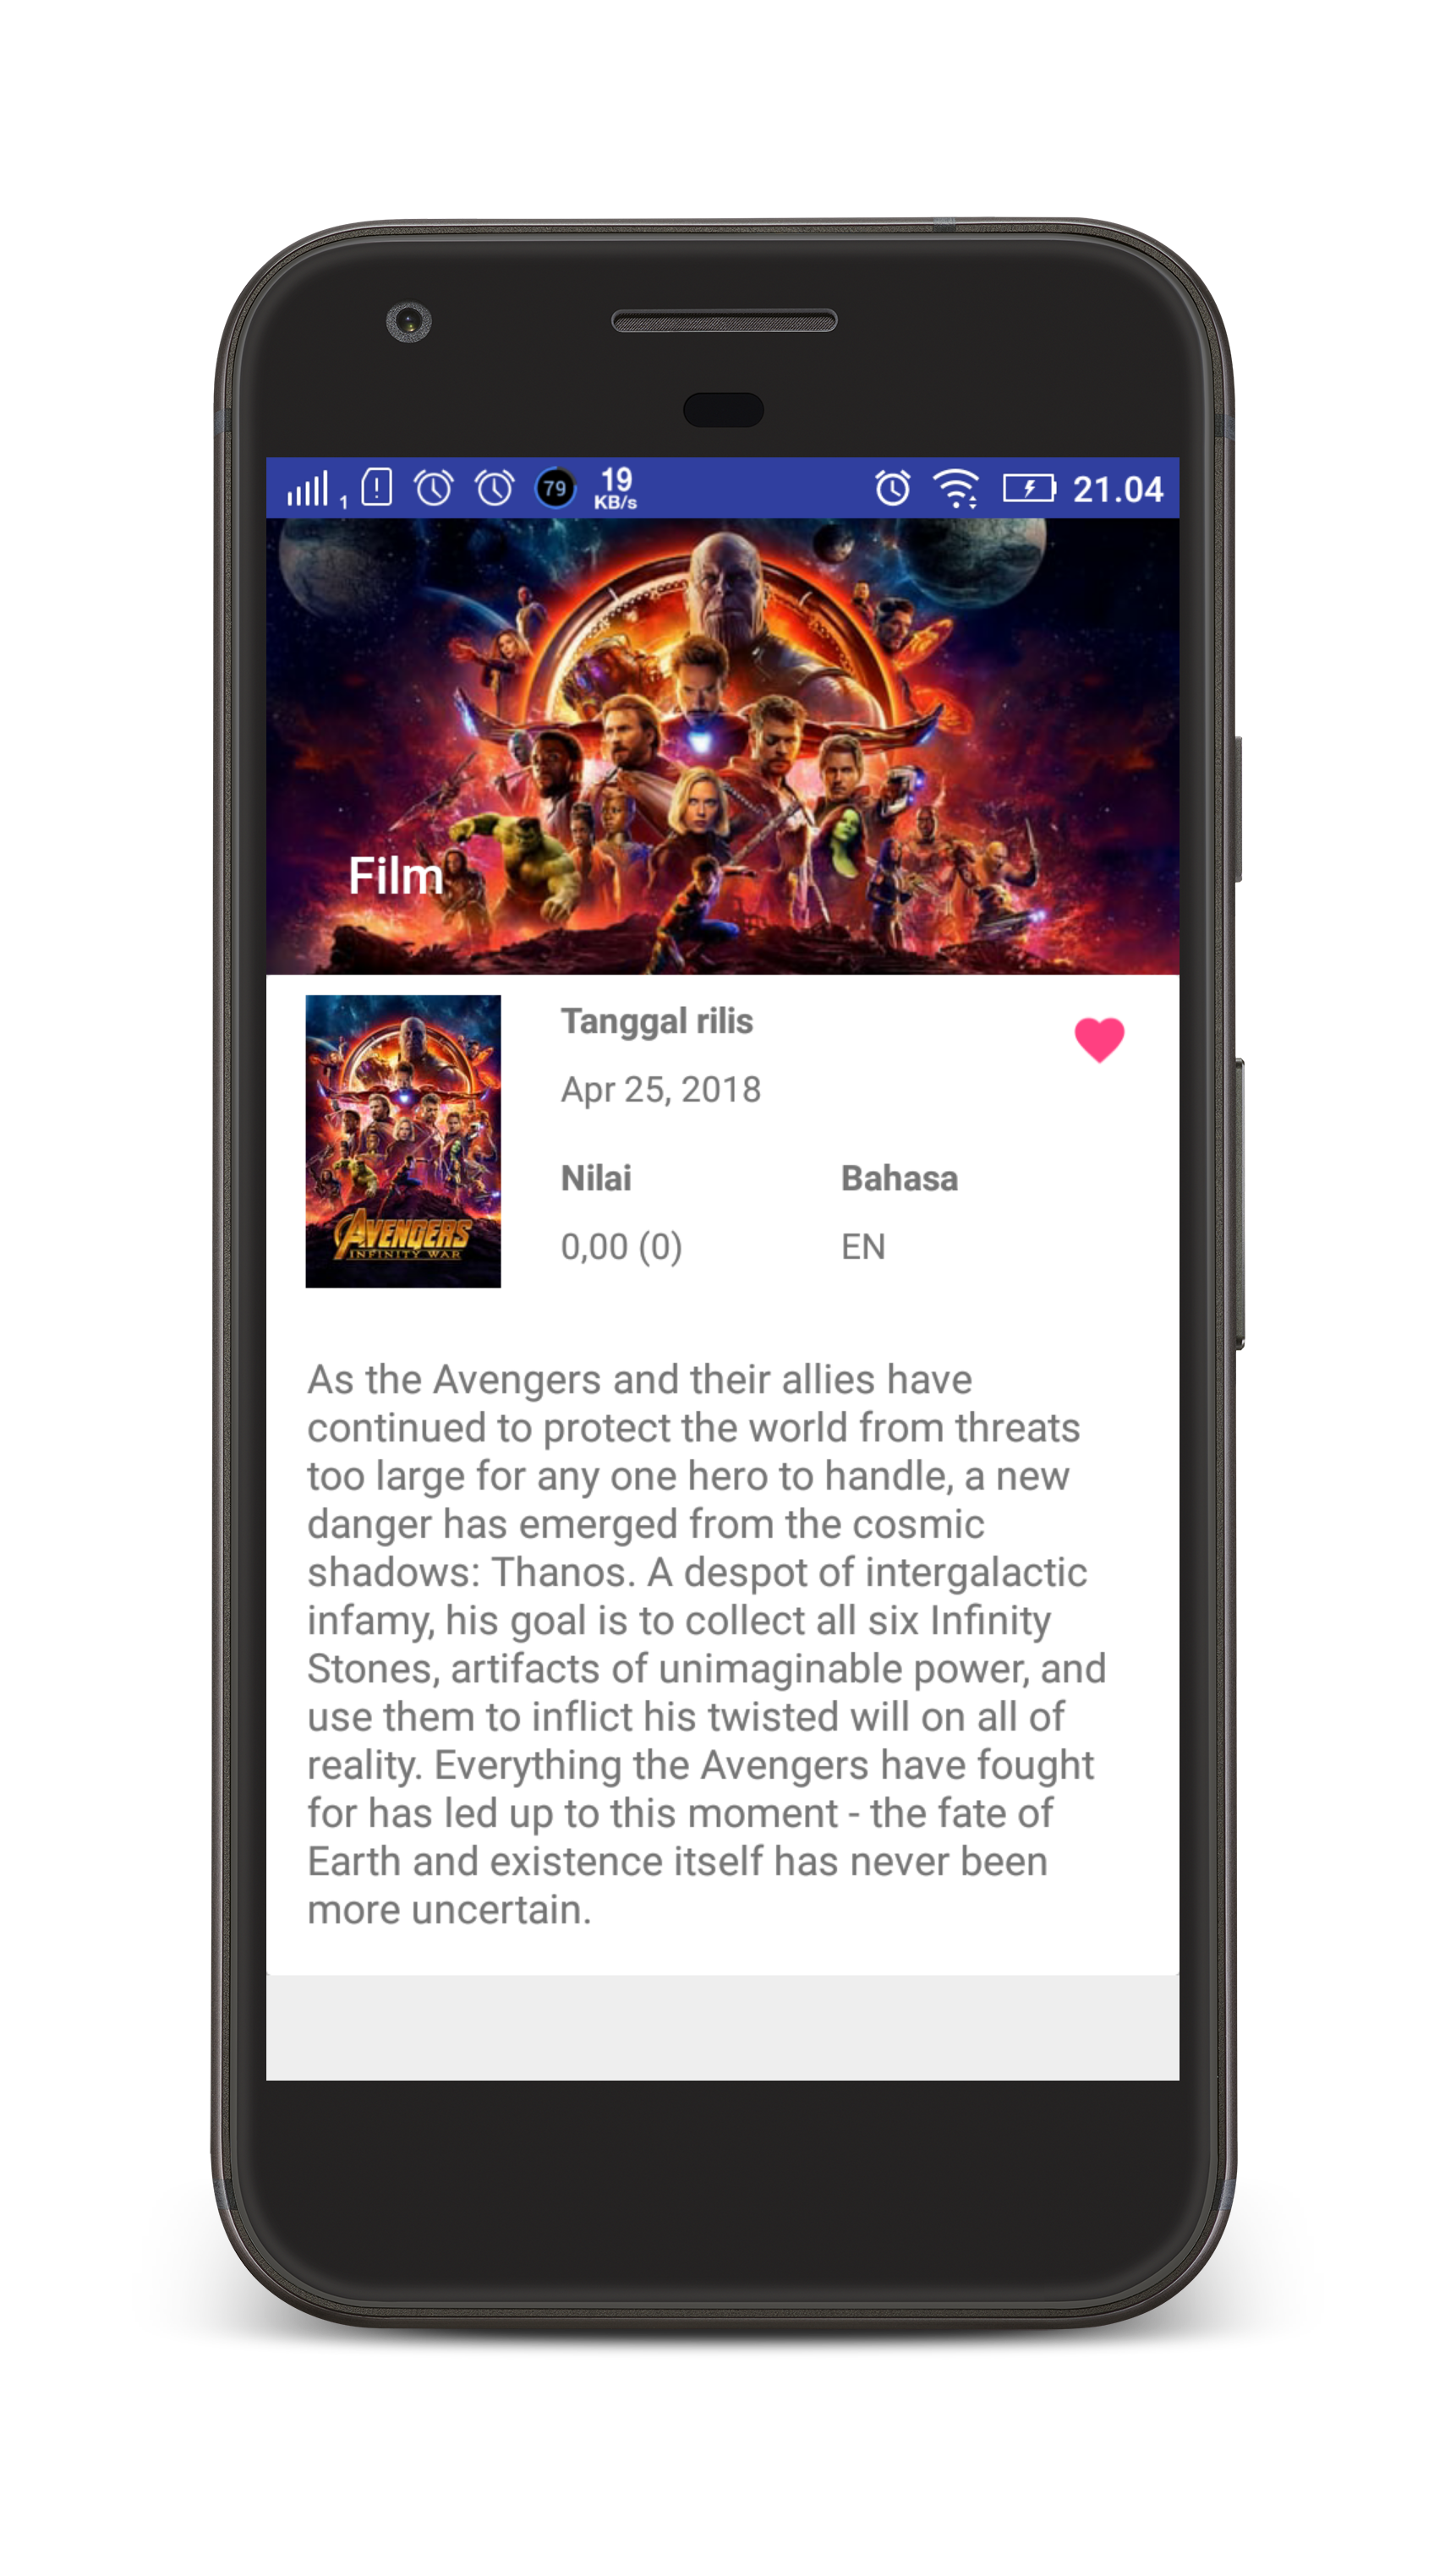 1
79
19
KB/s
21.04
Film
Tanggal rilis
Apr 25, 2018
Nilai
Bahasa
0,00 (0)
EN
AVENGERS
INFINITY WAR
As the Avengers and their allies have
continued to protect the world from threats
too large for any one hero to handle, a new
danger has emerged from the cosmic
shadows: Thanos. A despot of intergalactic
infamy, his goal is to collect all six Infinity
Stones, artifacts of unimaginable power, and
use them to inflict his twisted will on all of
reality. Everything the Avengers have fought
for has led up to this moment - the fate of
Earth and existence itself has never been
more uncertain.